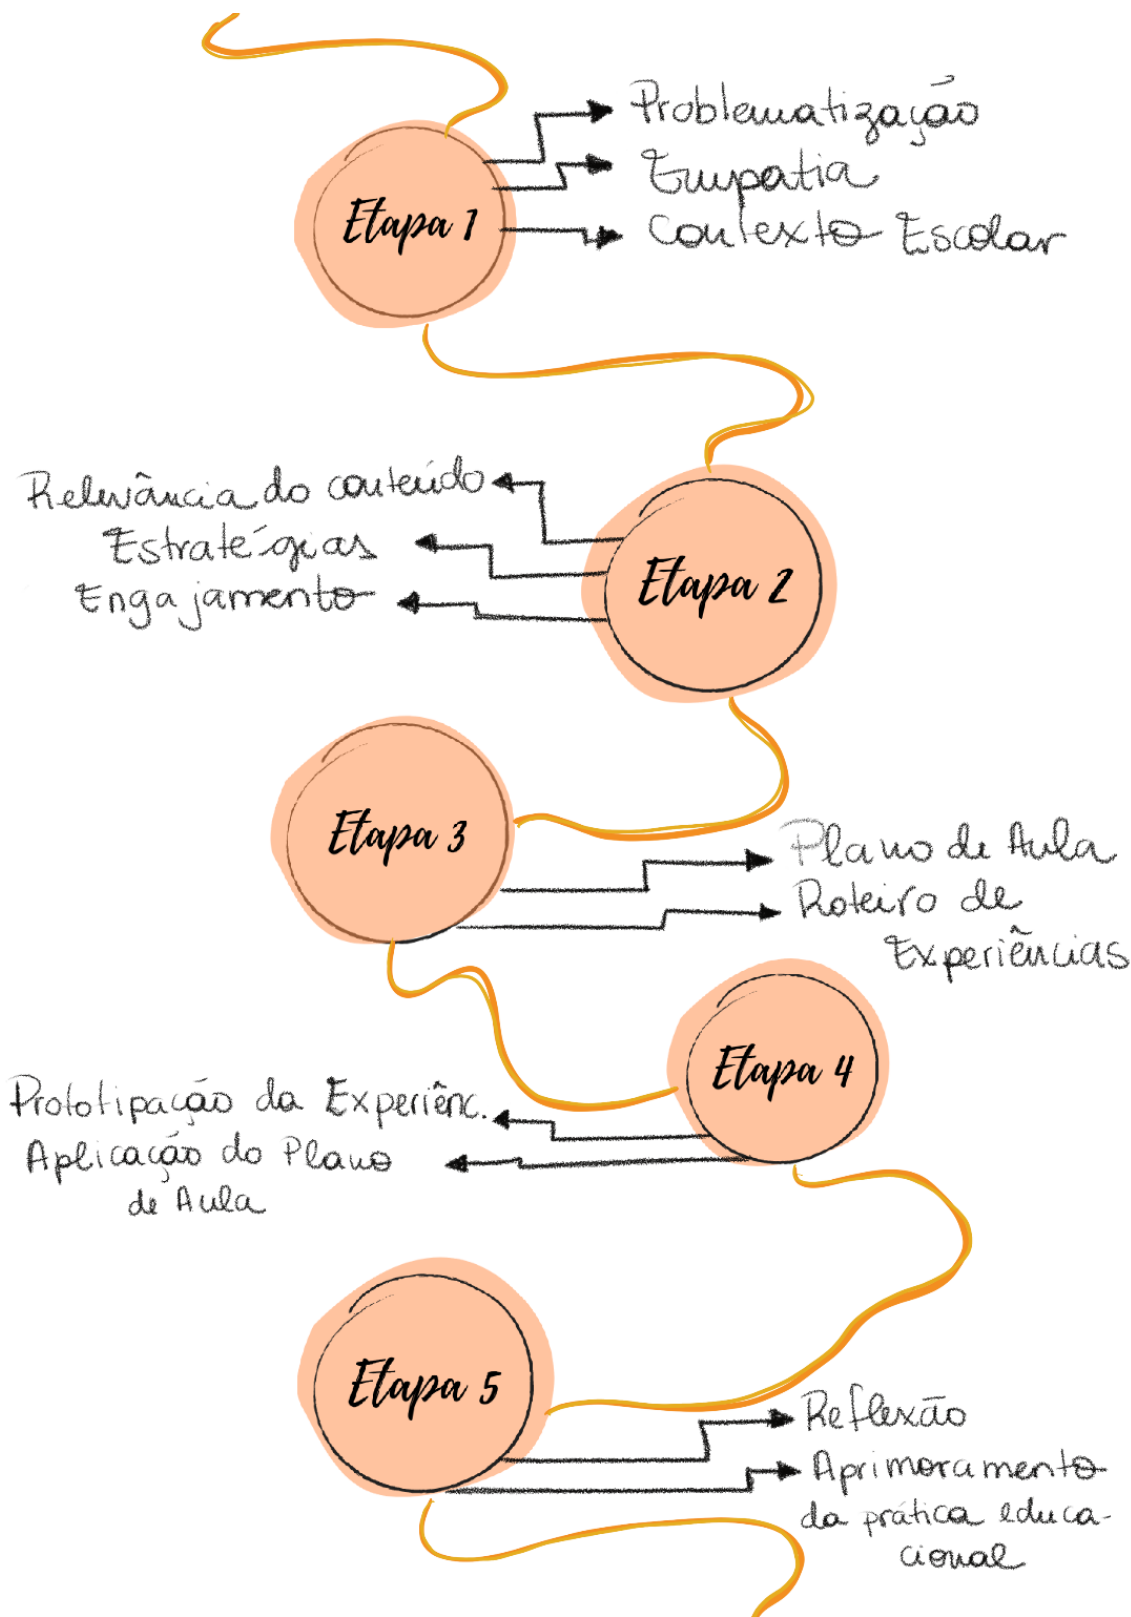 Etapa 1
Problematização
Empatia
Contexto Escolar
Etapa 2
Relevância do conteúdo
Estratégias
Engajamento
Etapa 3
Plano de Aula
Roteiro de
Experiências
Etapa 4
Prototipação da Experiênc.
Aplicação do Plano
de Aula
Etapa 5
Reflexão
Aprimoramento
da prática educa-
cional